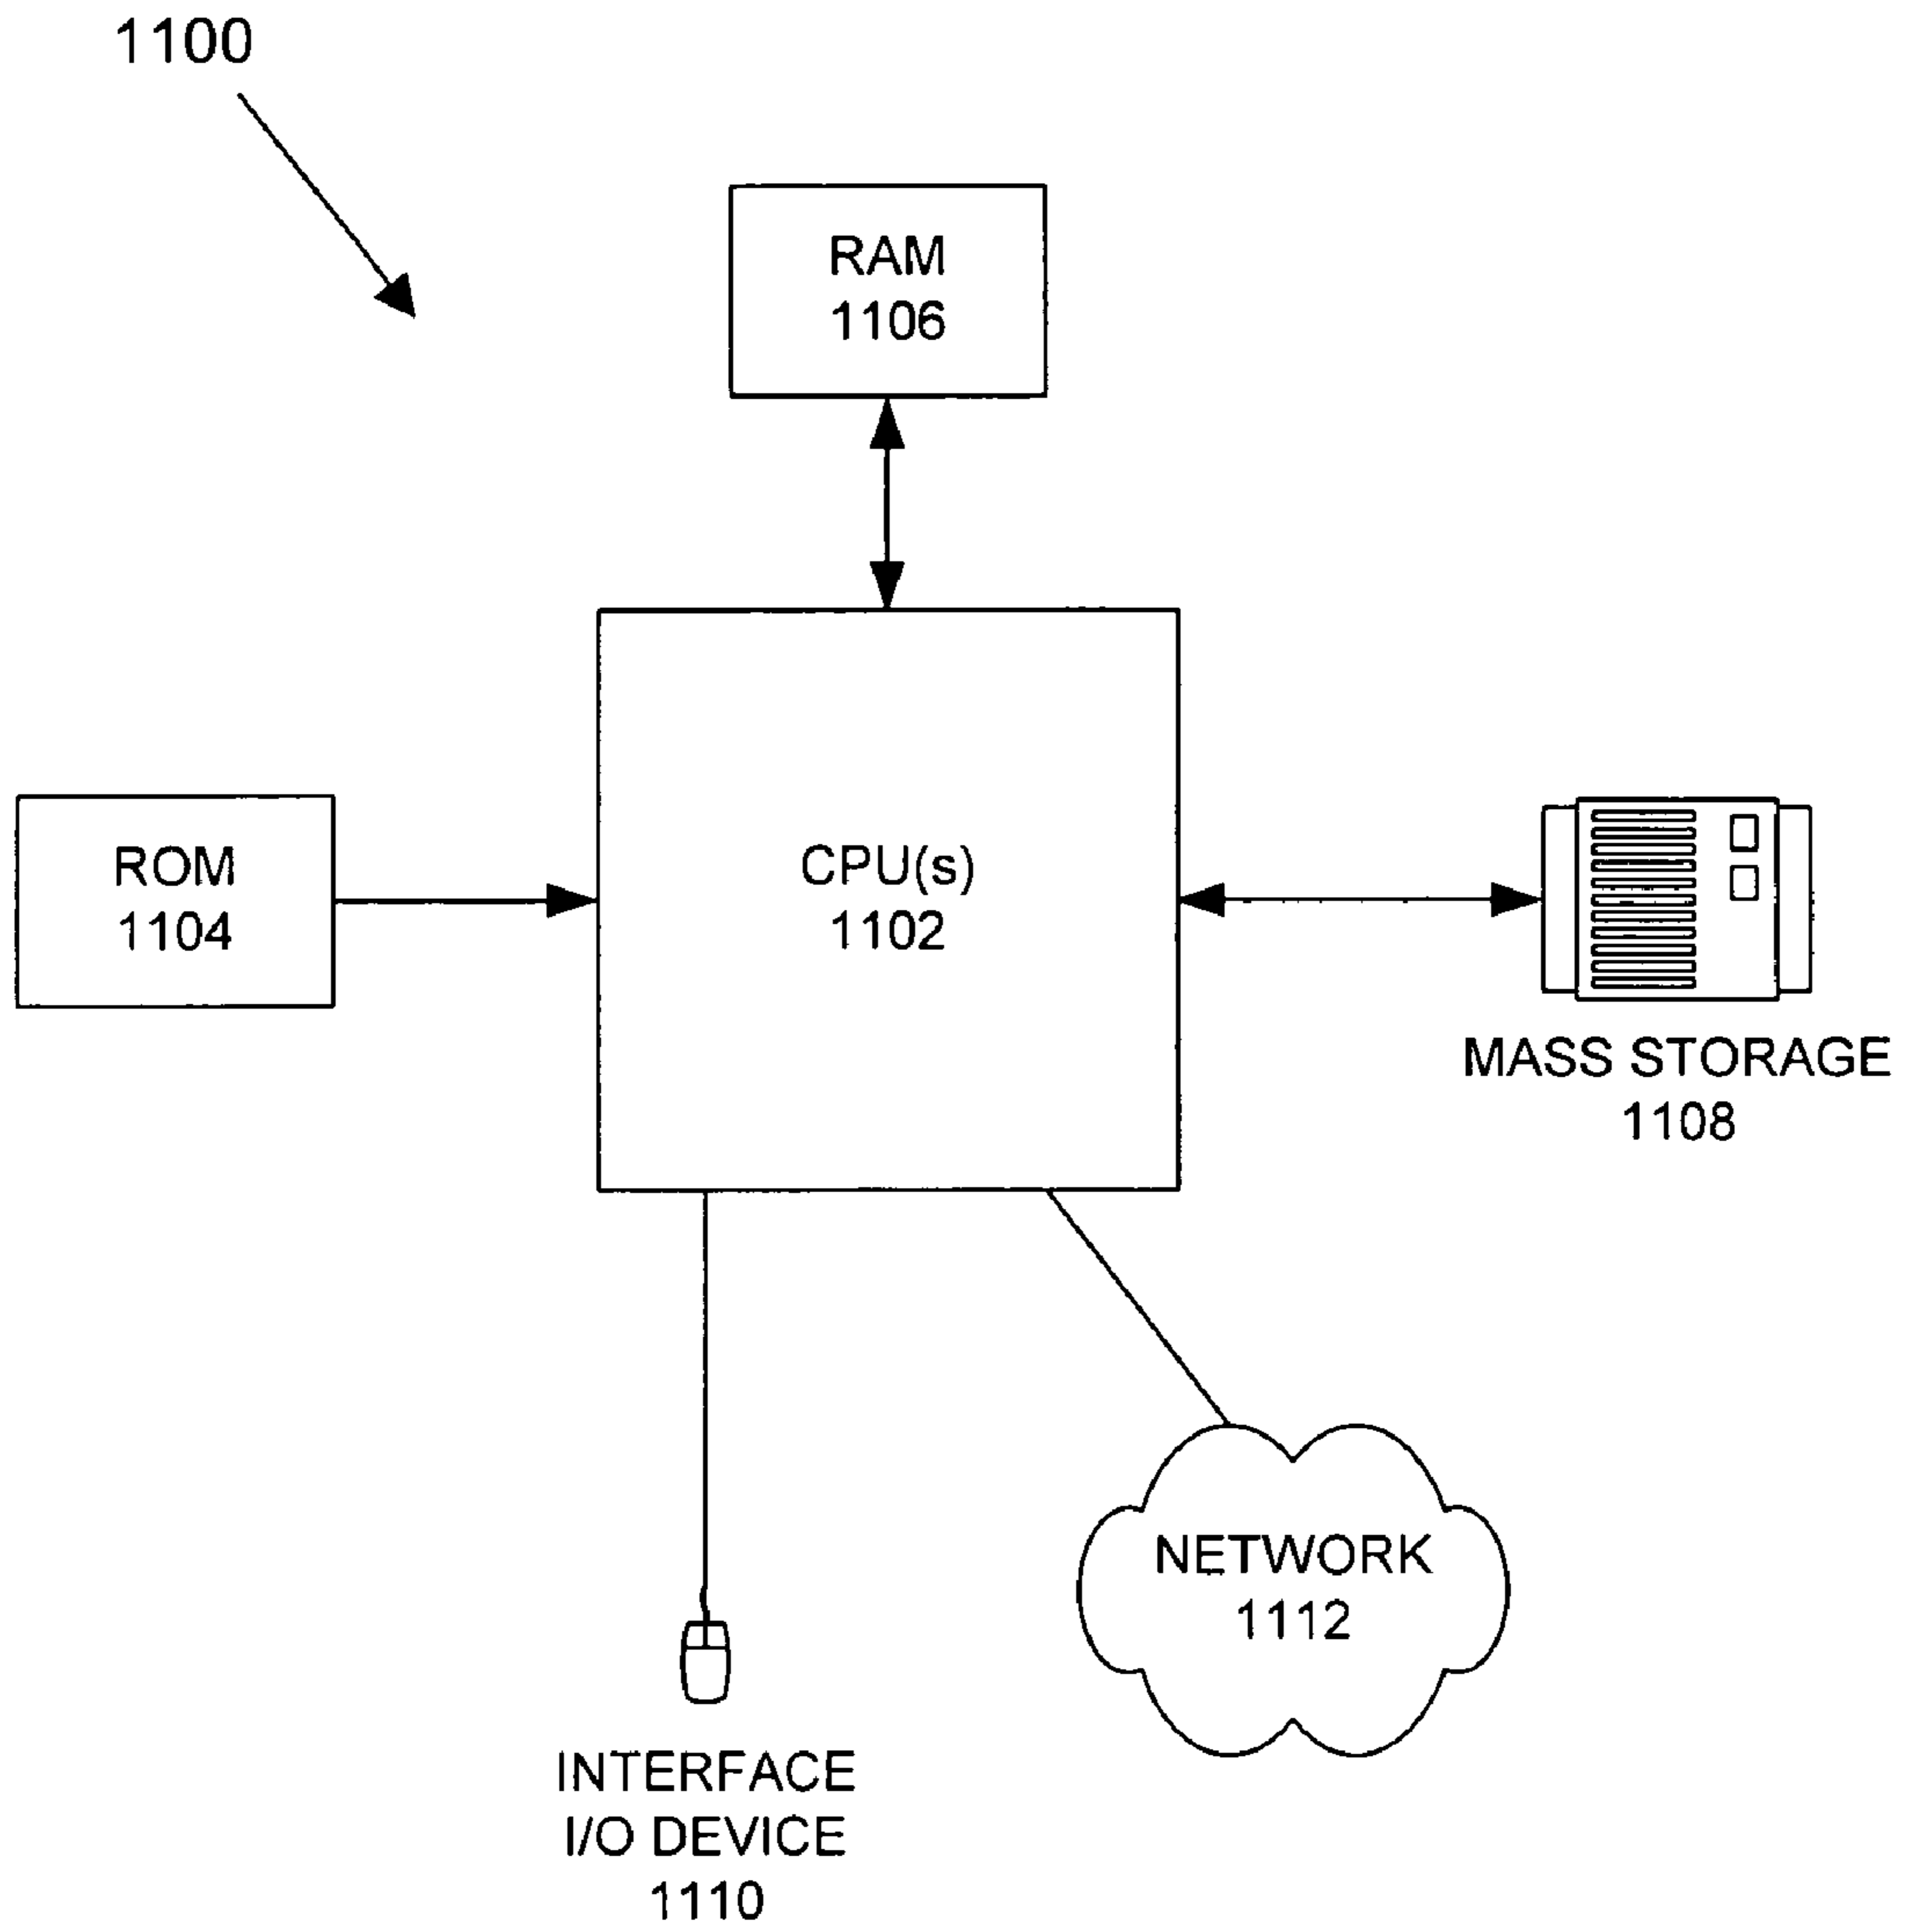 1100
RAM
1106
ROM
1104
CPU(s)
1102
MASS STORAGE
1108
NETWORK
1112
INTERFACE
I/O DEVICE
1110